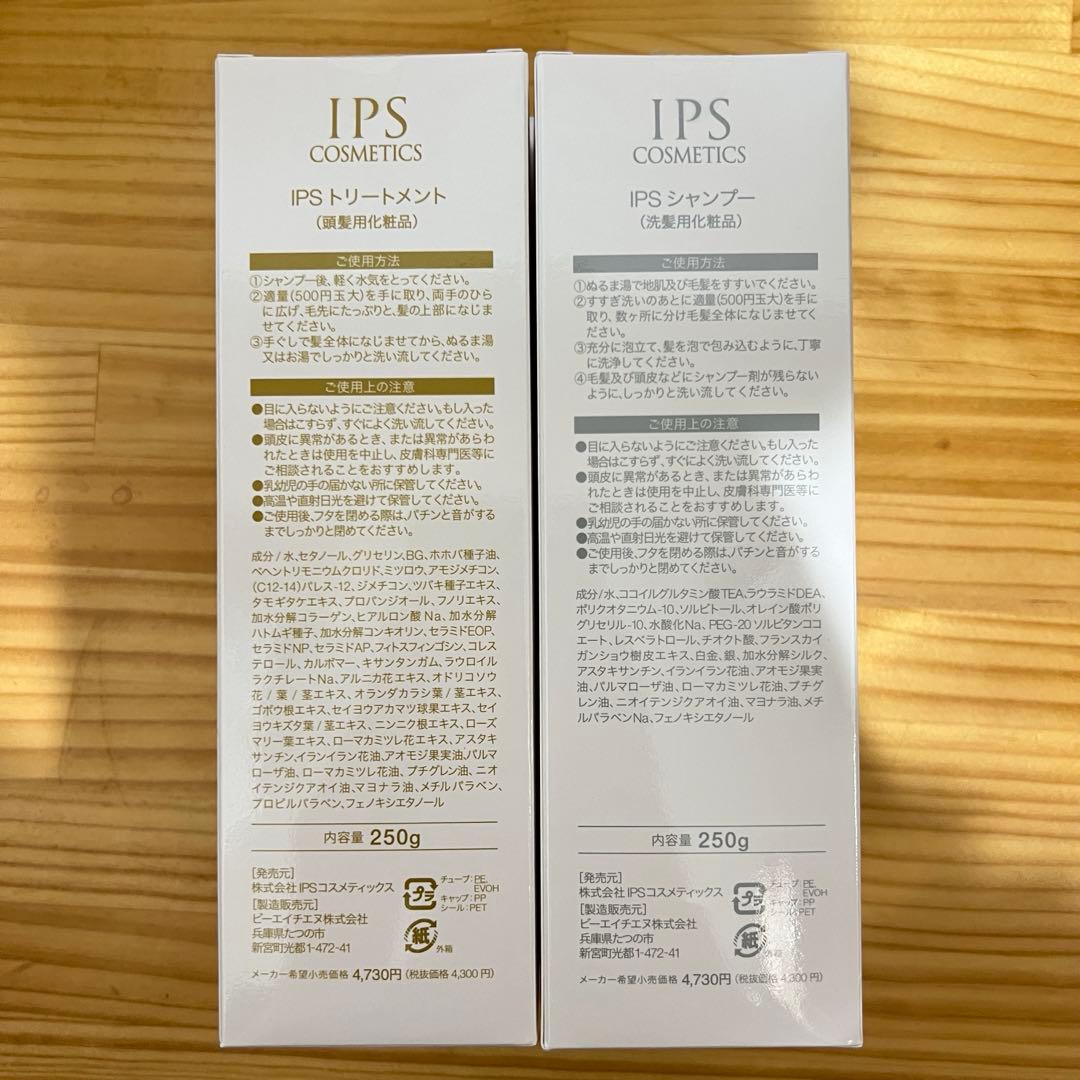 IPS
COSMETICS
IPSトリートメント
(頭髪用化粧品)
ご使用方法
①シャンプー後、軽く水気をとってください。
②適量(500円玉大)を手に取り、両手のひら
に広げ、毛先にたっぷりと、髪の上部になじま
せてください。
③手ぐしで髪全体になじませてから、ぬるま湯
又はお湯でしっかりと洗い流してください。
ご使用上の注意
●目に入らないようにご注意ください。もし入った
場合はこすらず、すぐによく洗い流してください。
●頭皮に異常があるとき、または異常があらわ
れたときは使用を中止し、皮膚科専門医等に
ご相談されることをおすすめします。
●乳幼児の手の届かない所に保管してください。
●高温や直射日光を避けて保管してください。
●ご使用後、フタを閉める際は、パチンと音がする
までしっかりと閉めてください。
成分/水、セタノール、グリセリン、BG、ホホバ種子油、
ベヘントリモニウムクロリド、ミツロウ、アモジメチコン、
(C12-14)パレス-12、ジメチコン、ツバキ種子エキス、
タモギタケエキス、プロパンジオール、フノリエキス、
加水分解コラーゲン、ヒアルロン酸Na、加水分解
ハトムギ種子、加水分解コンキオリン、セラミドEOP、
セラミドNP、セラミドAP、フィトスフィンゴシン、コレス
テロール、カルボマー、キサンタンガム、ラウロイル
ラクチレートNa、アルニカ花エキス、オドリコソウ
花/葉/茎エキス、オランダカラシ葉/茎エキス、
ゴボウ根エキス、セイヨウアカマツ球果エキス、セイ
ヨウキズタ葉/茎エキス、ニンニク根エキス、ローズ
マリー葉エキス、ローマカミツレ花エキス、アスタキ
サンチン、イランイラン花油、アオモジ果実油、パルマ
ローザ油、ローマカミツレ花油、プチグレン油、ニオ
イテンジクアオイ油、マヨナラ油、メチルパラベン、
プロピルパラベン、フェノキシエタノール
内容量 250g
[発売元]
株式会社IPSコスメティックス
[製造販売元]
ピーエイチエヌ株式会社
兵庫県たつの市
新宮町光都1-472-41
プラ
チューブ:PE,
EVOH
キャップ:PP
シール:PET
紙
外箱
メーカー希望小売価格 4,730円(税抜価格 4,300円)
IPS
COSMETICS
IPSシャンプー
(洗髪用化粧品)
ご使用方法
①ぬるま湯で地肌及び毛髪をすすいでください。
②すすぎ洗いのあとに適量(500円玉大)を手に
取り、数ヶ所に分け毛髪全体になじませてく
ださい。
③充分に泡立て、髪を泡で包み込むように、丁寧
に洗浄してください。
④毛髪及び頭皮などにシャンプー剤が残らない
ように、しっかりと洗い流してください。
ご使用上の注意
●目に入らないようにご注意ください。もし入った
場合はこすらず、すぐによく洗い流してください。
●頭皮に異常があるとき、または異常があらわ
れたときは使用を中止し、皮膚科専門医等に
ご相談されることをおすすめします。
●乳幼児の手の届かない所に保管してください。
●高温や直射日光を避けて保管してください。
●ご使用後、フタを閉める際は、パチンと音がする
までしっかりと閉めてください。
成分/水、ココイルグルタミン酸TEA、ラウラミドDEA、
ポリクオタニウム-10、ソルビトール、オレイン酸ポリ
グリセリル-10、水酸化Na、PEG-20ソルビタンココ
エート、レスベラトロール、チオクト酸、フランスカイ
ガンショウ樹皮エキス、白金、銀、加水分解シルク、
アスタキサンチン、イランイラン花油、アオモジ果実
油、パルマローザ油、ローマカミツレ花油、プチグ
レン油、ニオイテンジクアオイ油、マヨナラ油、メチ
ルパラベンNa、フェノキシエタノール
内容量 250g
[発売元]
株式会社IPSコスメティックス
[製造販売元]
ピーエイチエヌ株式会社
兵庫県たつの市
新宮町光都1-472-41
プラ
チューブ:PE,
EVOH
キャップ:PP
シール:PET
紙
外箱
メーカー希望小売価格 4,730円(税抜価格 4,300円)